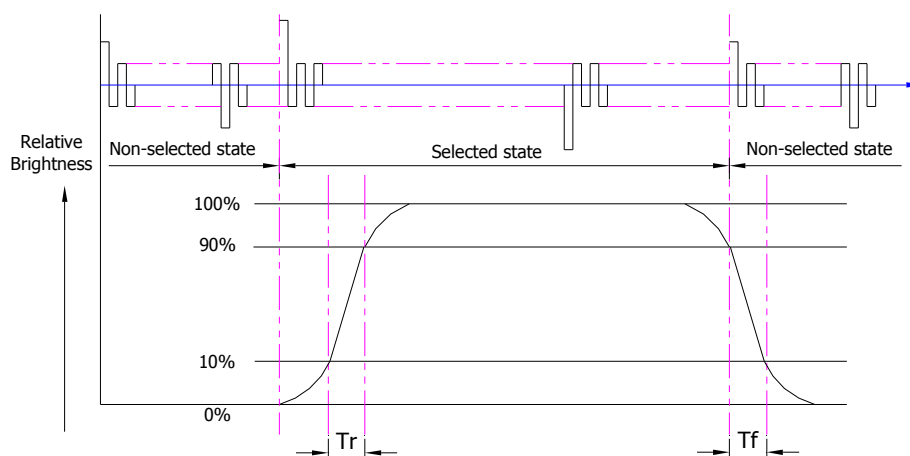 Relative
Brightness
Non-selected state
Selected state
Non-selected state
100%
90%
10%
0%
Tr
Tf